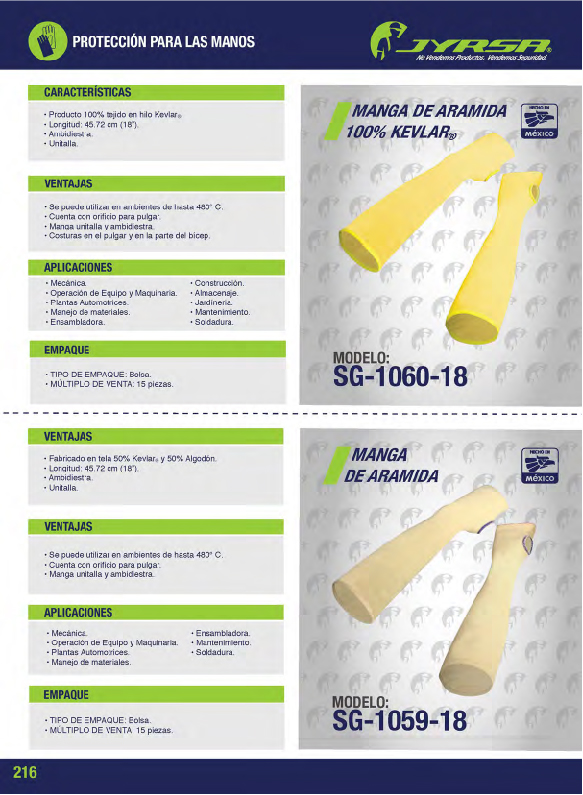 PROTECCIÓN PARA LAS MANOS
JYRSA®
No Vendemos Productos. Vendemos Seguridad.
CARACTERÍSTICAS
• Producto 100% tejido en hilo Kevlar®
• Longitud: 45.72 cm (18").
• Ambidiestra.
• Unitalla.
VENTAJAS
• Se puede utilizar en ambientes de hasta 480° C.
• Cuenta con orificio para pulgar.
• Manga unitalla y ambidiestra.
• Costuras en el pulgar y en la parte del bicep.
APLICACIONES
• Mecánica.
• Operación de Equipo y Maquinaria.
- Plantas Automotrices.
• Manejo de materiales.
• Ensambladora.
• Construcción.
• Almacenaje.
- Jardinería.
• Mantenimiento.
• Soldadura.
EMPAQUE
- TIPO DE EMPAQUE: Bolsa.
• MÚLTIPLO DE VENTA: 15 piezas.
MANGA DE ARAMIDA
100% KEVLAR®
HECHO EN
MÉXICO
MODELO:
SG-1060-18
VENTAJAS
• Fabricado en tela 50% Kevlar® y 50% Algodón.
• Longitud: 45.72 cm (18").
• Ambidiestra.
• Unitalla.
VENTAJAS
• Se puede utilizar en ambientes de hasta 480° C.
• Cuenta con orificio para pulgar.
• Manga unitalla y ambidiestra.
APLICACIONES
• Mecánica.
• Operación de Equipo y Maquinaria.
• Plantas Automotrices.
• Manejo de materiales.
• Ensambladora.
• Mantenimiento.
• Soldadura.
EMPAQUE
• TIPO DE EMPAQUE: Bolsa.
• MÚLTIPLO DE VENTA: 15 piezas.
MANGA
DE ARAMIDA
HECHO EN
MÉXICO
MODELO:
SG-1059-18
216